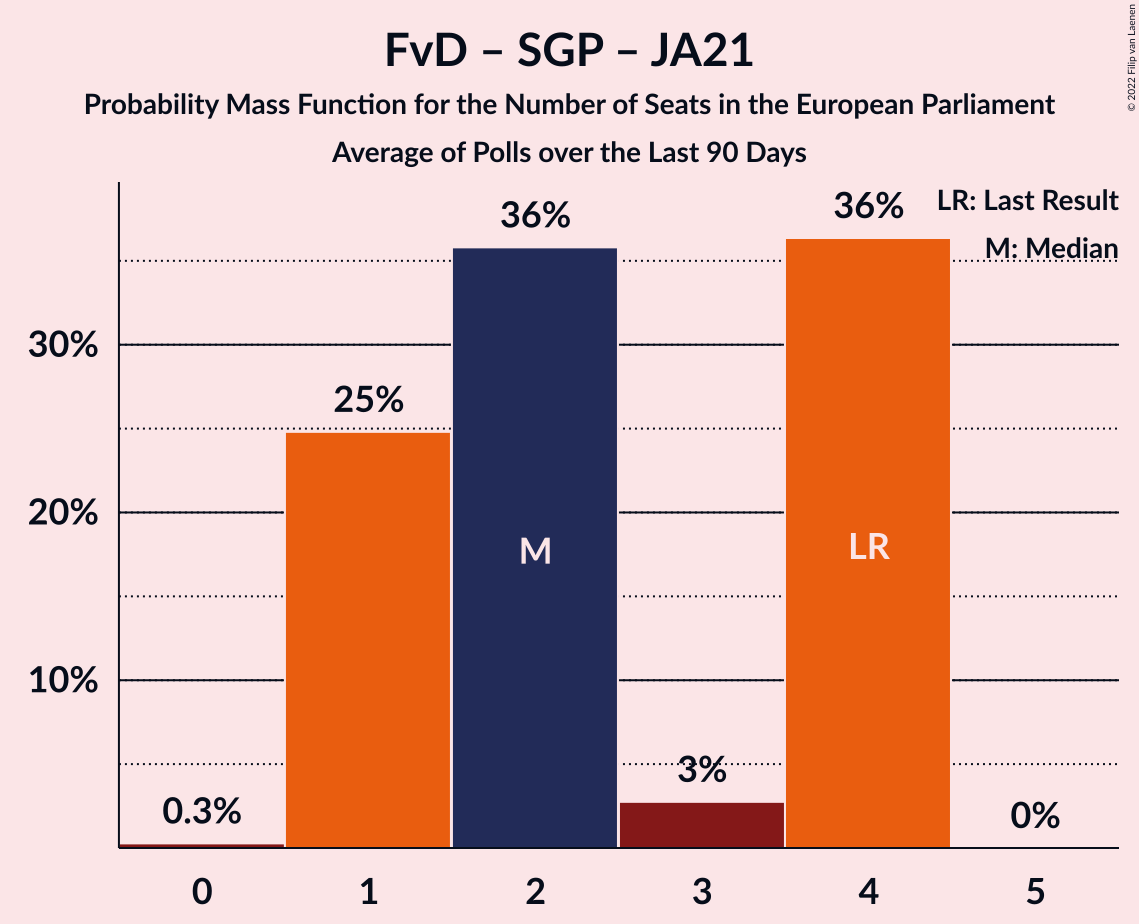 FvD – SGP – JA21
Probability Mass Function for the Number of Seats in the European Parliament
Average of Polls over the Last 90 Days
© 2022 Filip van Laenen
LR: Last Result
M: Median
36%
36%
30%
25%
20%
M
LR
10%
3%
0.3%
0%
0 1 2 3 4 5